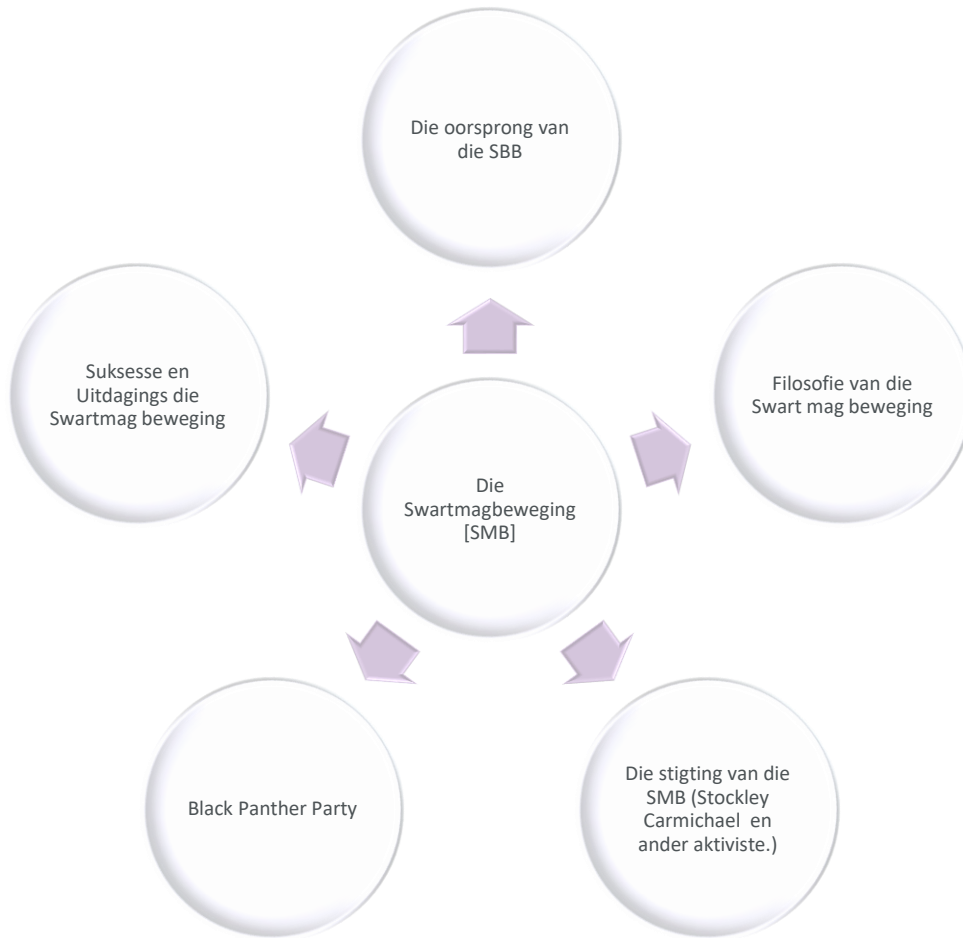 Die oorsprong van
die SBB
Suksesse en
Uitdagings die
Swartmag beweging
Filosofie van die
Swart mag beweging
Die
Swartmagbeweging
[SMB]
Black Panther Party
Die stigting van die
SMB (Stockley
Carmichael en
ander aktiviste.)